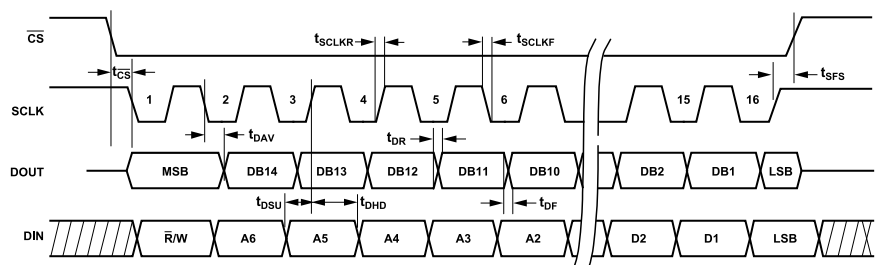 CS tSCLKR tSCLKF
tCS tSFS
SCLK 1 2 3 4 5 6 15 16
tDAV tDR
DOUT MSB DB14 DB13 DB12 DB11 DB10 DB2 DB1 LSB
tDSU tDHD tDF
DIN R/W A6 A5 A4 A3 A2 D2 D1 LSB